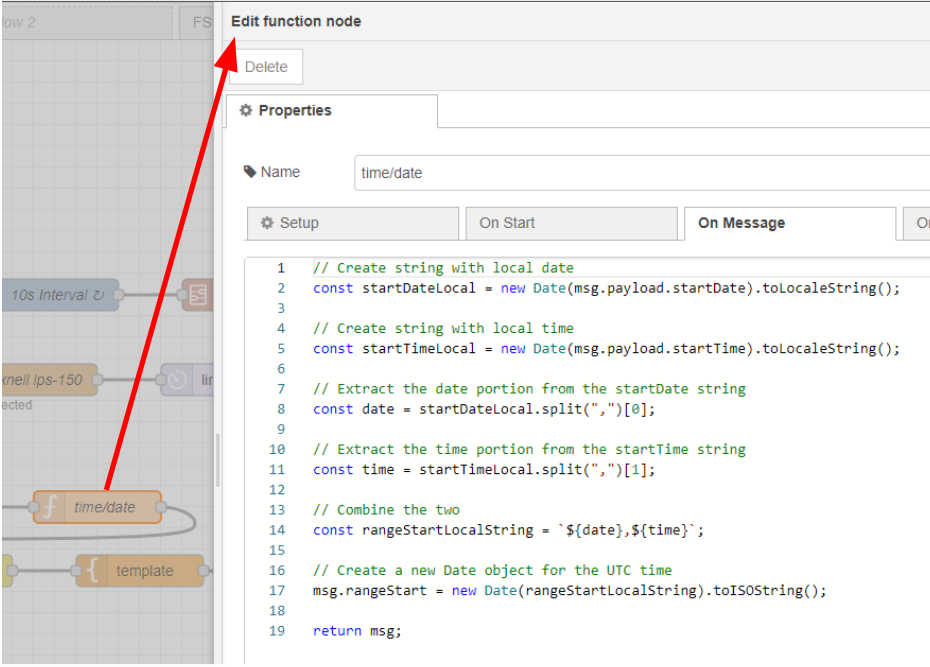 low 2
FS
Edit function node
Delete
Properties
Name
time/date
Setup
On Start
On Message
1 // Create string with local date
2 const startDateLocal = new Date(msg.payload.startDate).toLocaleString();
3
4 // Create string with local time
5 const startTimeLocal = new Date(msg.payload.startTime).toLocaleString();
6
7 // Extract the date portion from the startDate string
8 const date = startDateLocal.split(",")[0];
9
10 // Extract the time portion from the startTime string
11 const time = startTimeLocal.split(",")[1];
12
13 // Combine the two
14 const rangeStartLocalString = `${date},${time}`;
15
16 // Create a new Date object for the UTC time
17 msg.rangeStart = new Date(rangeStartLocalString).toISOString();
18
19 return msg;
10s Interval ↻
knell lps-150
lin
ected
time/date
template